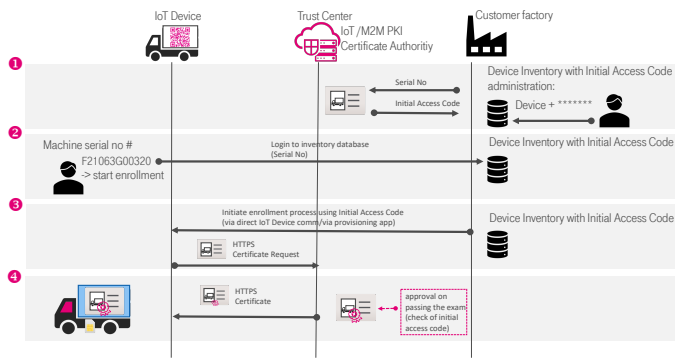 IoT Device
Trust Center
IoT /M2M PKI
Certificate Authoritiy
Customer factory
1
Serial No
Initial Access Code
Device Inventory with Initial Access Code
administration:
Device + *******
2
Machine serial no #
F21063G00320
-> start enrollment
Login to inventory database
(Serial No)
Device Inventory with Initial Access Code
3
Initiate enrollment process using Initial Access Code
(via direct IoT Device comm/via provisioning app)
Device Inventory with Initial Access Code
HTTPS
Certificate Request
4
HTTPS
Certificate
approval on
passing the exam
(check of initial
access code)